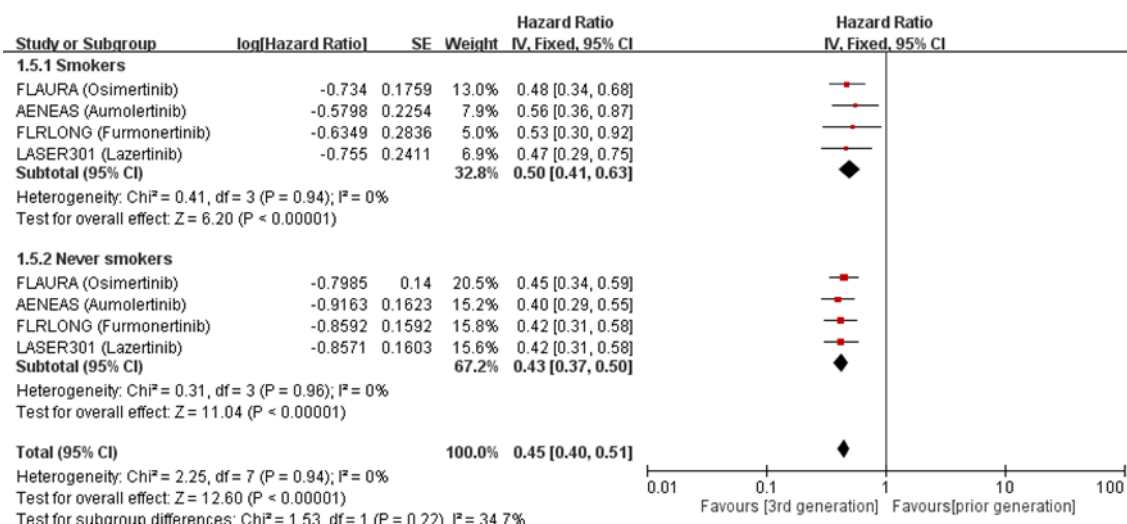 Hazard Ratio Hazard Ratio
Study or Subgroup log[Hazard Ratio] SE Weight IV, Fixed, 95% CI IV, Fixed, 95% CI
1.5.1 Smokers
FLAURA (Osimertinib) -0.734 0.1759 13.0% 0.48 [0.34, 0.68]
AENEAS (Aumolertinib) -0.5798 0.2254 7.9% 0.56 [0.36, 0.87]
FLRLONG (Furmonertinib) -0.6349 0.2836 5.0% 0.53 [0.30, 0.92]
LASER301 (Lazertinib) -0.755 0.2411 6.9% 0.47 [0.29, 0.75]
Subtotal (95% CI) 32.8% 0.50 [0.41, 0.63]
Heterogeneity: Chi² = 0.41, df = 3 (P = 0.94); I² = 0%
Test for overall effect: Z = 6.20 (P < 0.00001)
1.5.2 Never smokers
FLAURA (Osimertinib) -0.7985 0.14 20.5% 0.45 [0.34, 0.59]
AENEAS (Aumolertinib) -0.9163 0.1623 15.2% 0.40 [0.29, 0.55]
FLRLONG (Furmonertinib) -0.8592 0.1592 15.8% 0.42 [0.31, 0.58]
LASER301 (Lazertinib) -0.8571 0.1603 15.6% 0.42 [0.31, 0.58]
Subtotal (95% CI) 67.2% 0.43 [0.37, 0.50]
Heterogeneity: Chi² = 0.31, df = 3 (P = 0.96); I² = 0%
Test for overall effect: Z = 11.04 (P < 0.00001)
Total (95% CI) 100.0% 0.45 [0.40, 0.51]
Heterogeneity: Chi² = 2.25, df = 7 (P = 0.94); I² = 0%
Test for overall effect: Z = 12.60 (P < 0.00001)
Test for subgroup differences: Chi² = 1.53, df = 1 (P = 0.22), I² = 34.7%
0.01 0.1 1 10 100
Favours [3rd generation] Favours[prior generation]